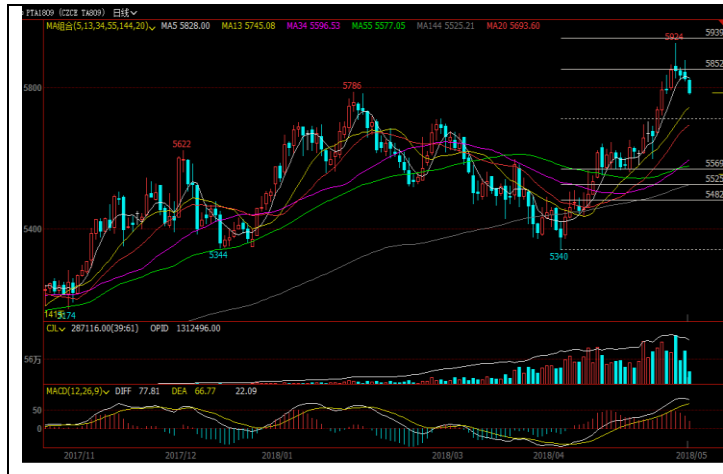 PTA1809 (CZCE TA809) 日线
MA组合(5,13,34,55,144,20) MA5 5828.00 MA13 5745.08 MA34 5596.53 MA55 5577.05 MA144 5525.21 MA20 5693.60
5924
5939
5852
5800
5786
5622
5569
5525
5482
5400
5344
5340
5174
CJL 287116.00(39:61) OPID 1312496.00
56万
MACD(12,26,9) DIFF 77.81 DEA 66.77 22.09
50
0
2017/11 2017/12 2018/01 2018/03 2018/04 2018/05